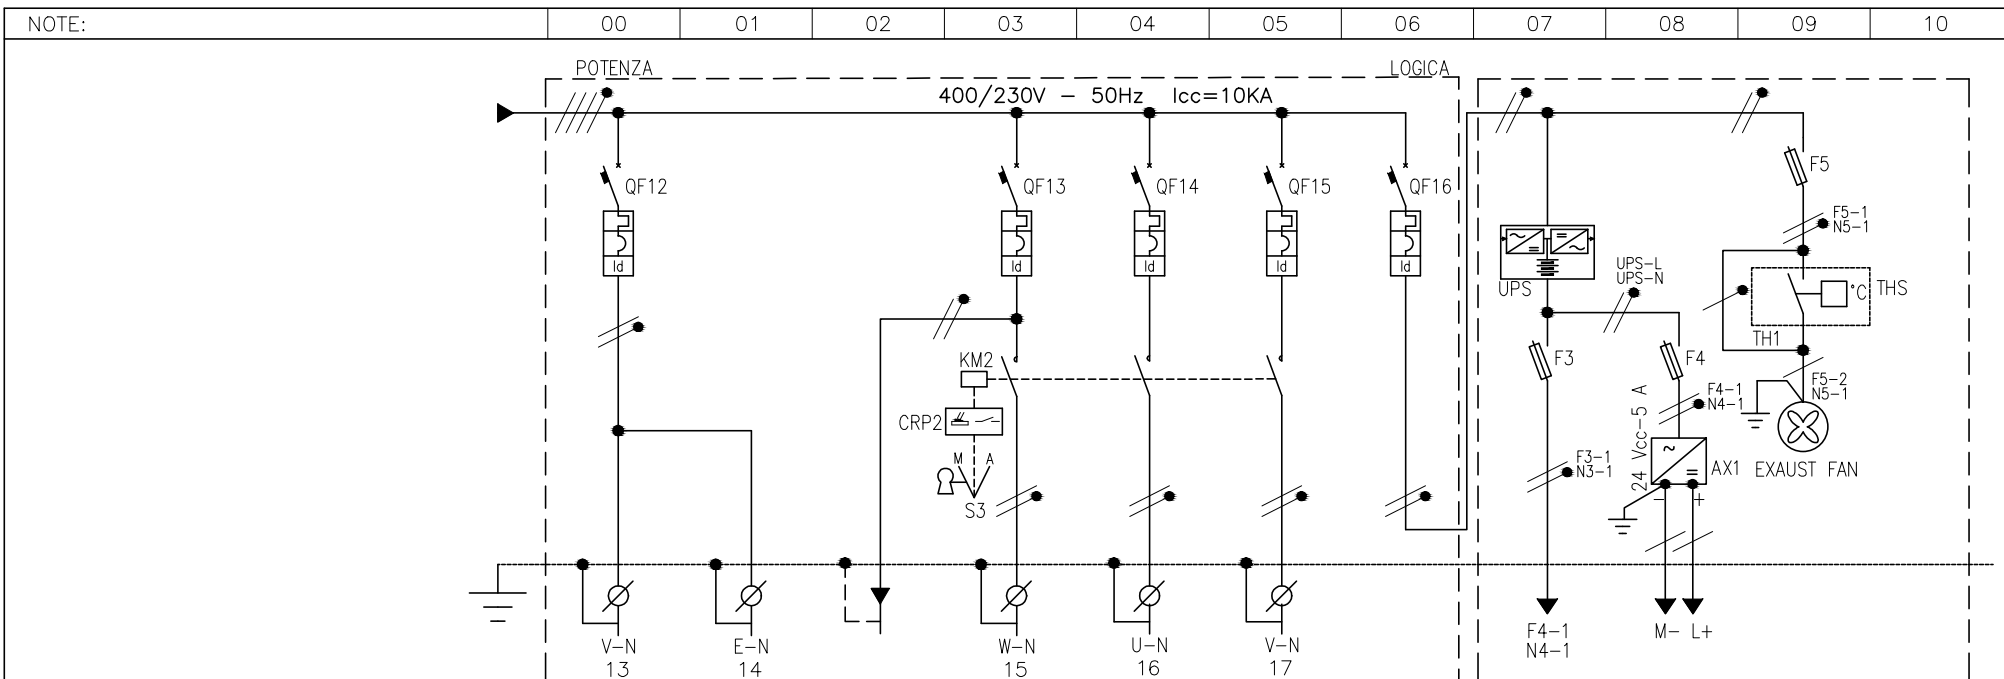 NOTE: 00 01 02 03 04 05 06 07 08 09 10
POTENZA
LOGICA
400/230V - 50Hz Icc=10KA
QF12
QF13
QF14
QF15
QF16
F5
Id
Id
Id
Id
Id
F5-1
N5-1
UPS
UPS-L
UPS-N
°C
THS
TH1
KM2
F3
F4
CRP2
24 Vcc-5 A
F4-1
N4-1
F5-2
N5-1
M A
S3
F3-1
N3-1
AX1
EXAUST FAN
- +
V-N
13
E-N
14
W-N
15
U-N
16
V-N
17
F4-1
N4-1
M- L+